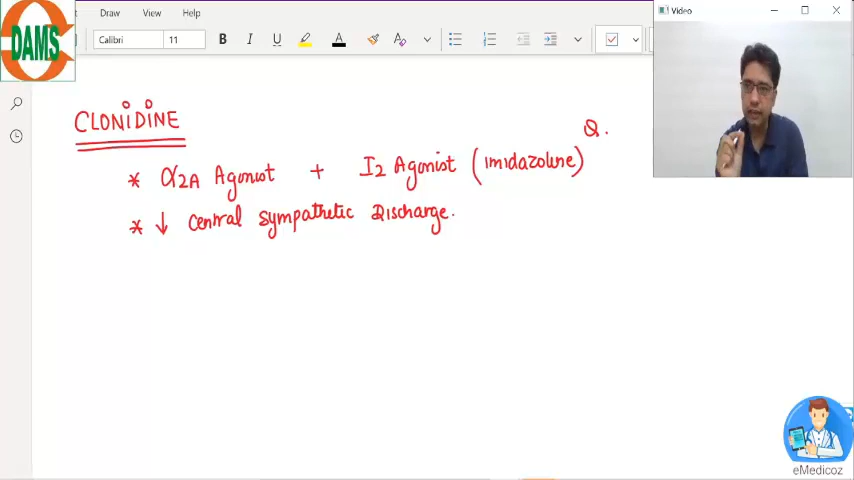 Draw View Help
Video
DAMS
Calibri 11 B I U A A
CLONIDINE
Q.
* α2A Agonist + I2 Agonist (imidazoline)
* ↓ Central Sympathetic Discharge.
eMedicoz